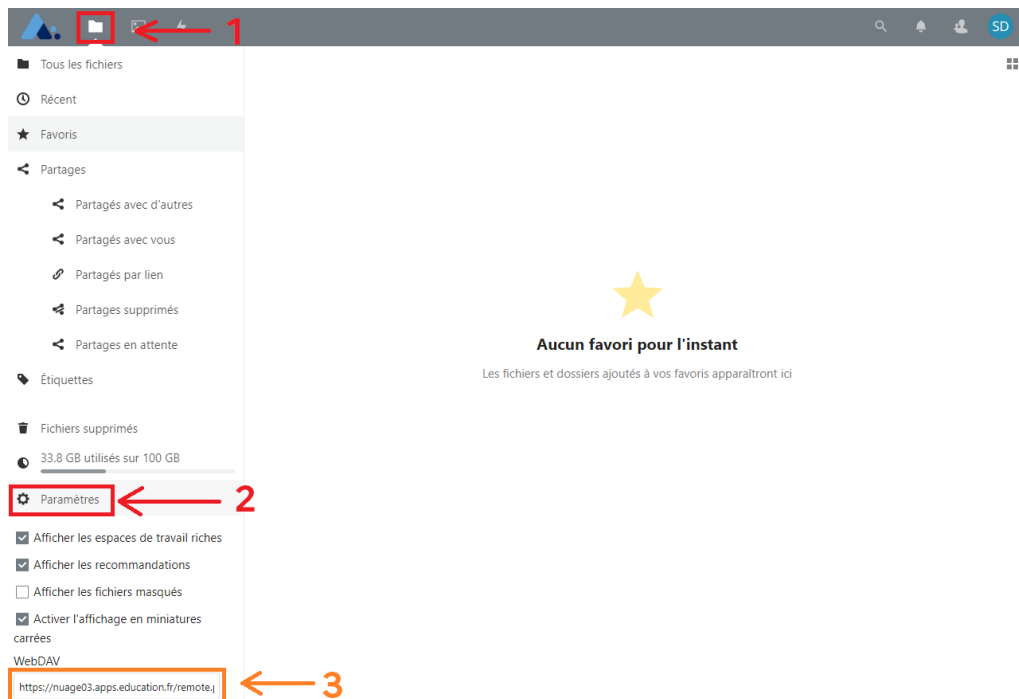 1
SD
Tous les fichiers
Récent
Favoris
Partages
Partagés avec d'autres
Partagés avec vous
Partagés par lien
Partages supprimés
Partages en attente
Étiquettes
Fichiers supprimés
33.8 GB utilisés sur 100 GB
Paramètres
2
Afficher les espaces de travail riches
Afficher les recommandations
Afficher les fichiers masqués
Activer l'affichage en miniatures
carrées
WebDAV
https://nuage03.apps.education.fr/remote.p
3
Aucun favori pour l'instant
Les fichiers et dossiers ajoutés à vos favoris apparaîtront ici